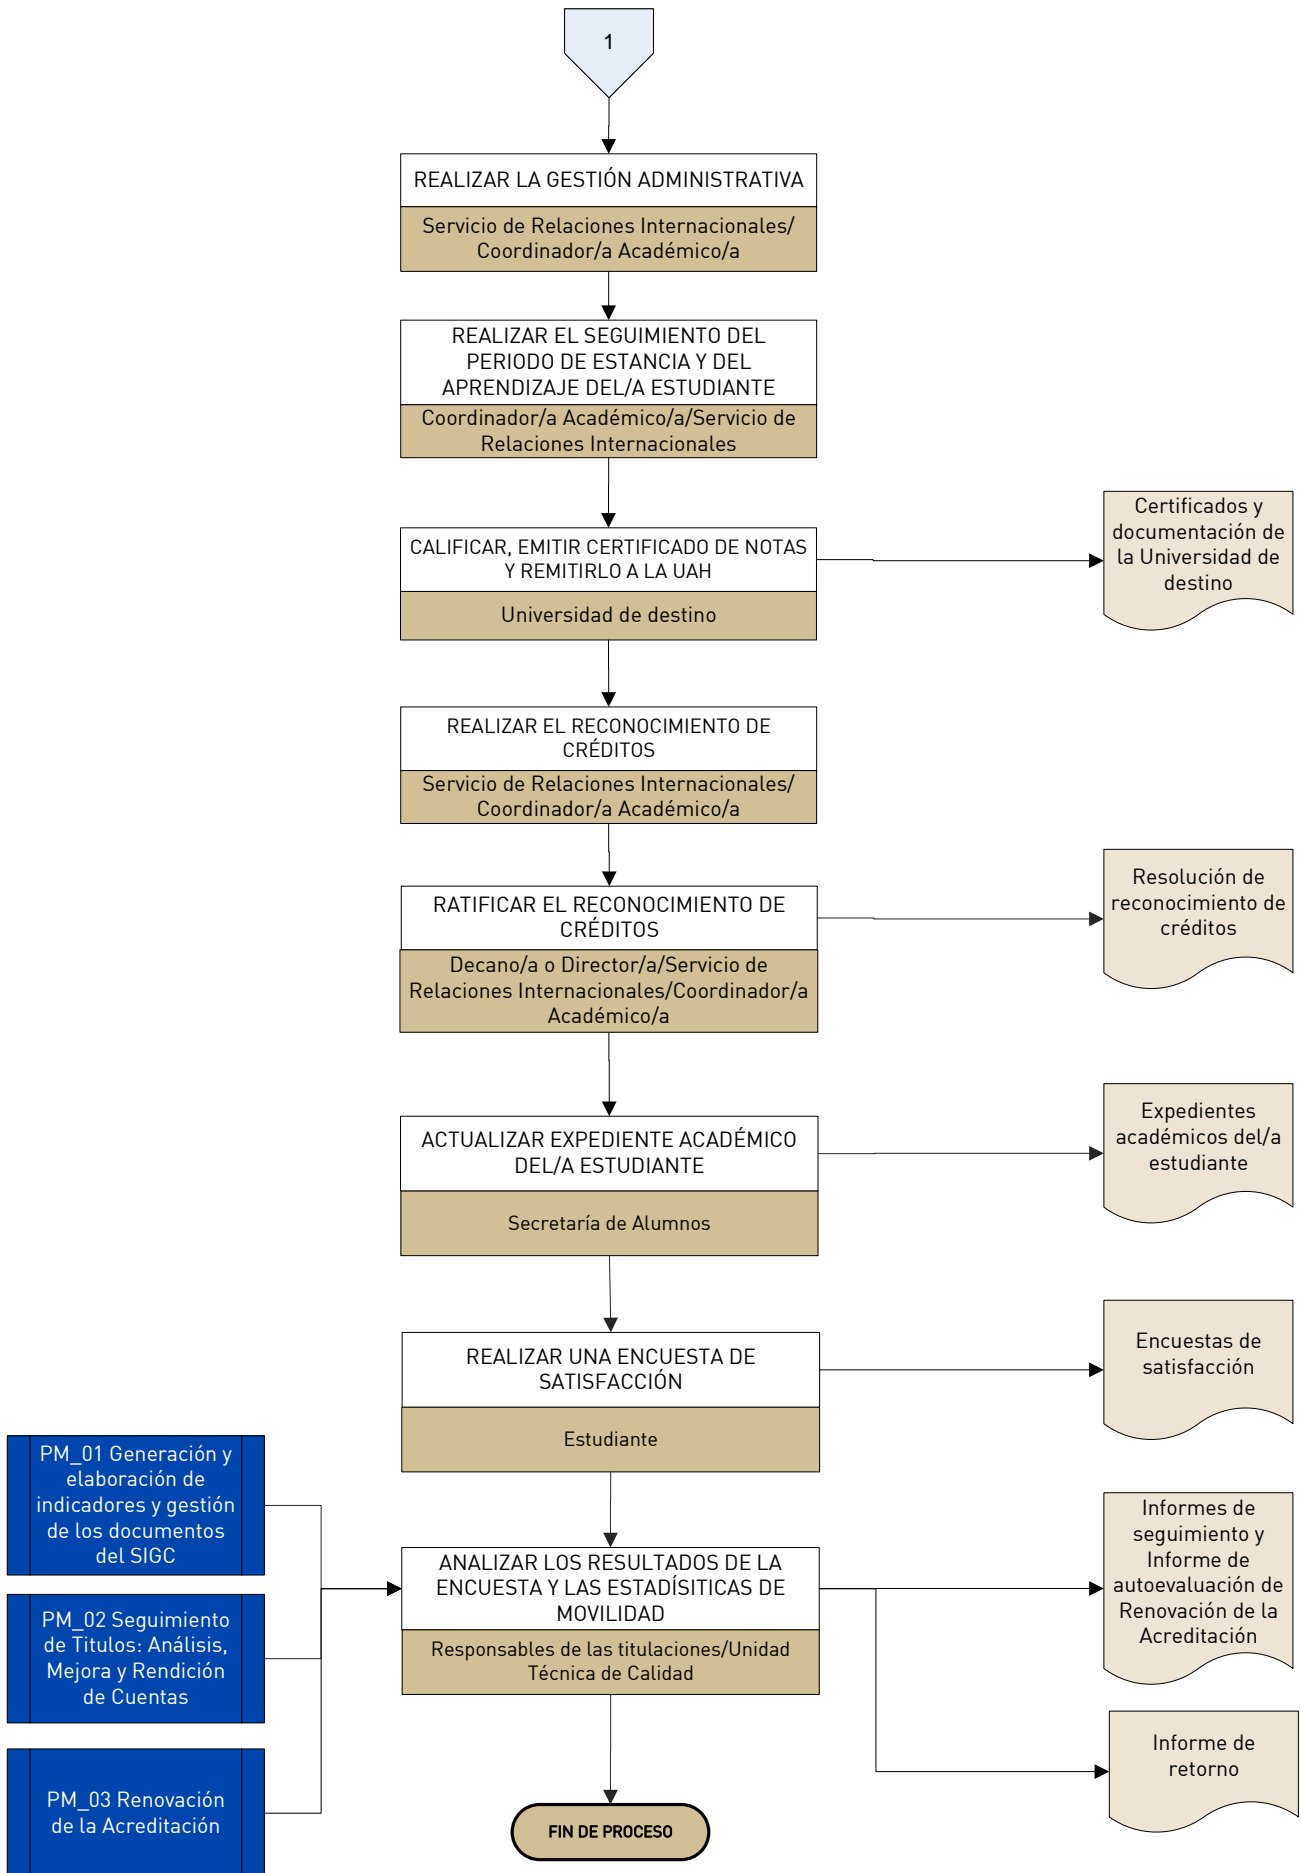 1
REALIZAR LA GESTIÓN ADMINISTRATIVA
Servicio de Relaciones Internacionales/
Coordinador/a Académico/a
REALIZAR EL SEGUIMIENTO DEL
PERIODO DE ESTANCIA Y DEL
APRENDIZAJE DEL/A ESTUDIANTE
Coordinador/a Académico/a/Servicio de
Relaciones Internacionales
CALIFICAR, EMITIR CERTIFICADO DE NOTAS
Y REMITIRLO A LA UAH
Universidad de destino
Certificados y
documentación de
la Universidad de
destino
REALIZAR EL RECONOCIMIENTO DE
CRÉDITOS
Servicio de Relaciones Internacionales/
Coordinador/a Académico/a
RATIFICAR EL RECONOCIMIENTO DE
CRÉDITOS
Decano/a o Director/a/Servicio de
Relaciones Internacionales/Coordinador/a
Académico/a
Resolución de
reconocimiento de
créditos
ACTUALIZAR EXPEDIENTE ACADÉMICO
DEL/A ESTUDIANTE
Secretaría de Alumnos
Expedientes
académicos del/a
estudiante
REALIZAR UNA ENCUESTA DE
SATISFACCIÓN
Estudiante
Encuestas de
satisfacción
PM_01 Generación y
elaboración de
indicadores y gestión
de los documentos
del SIGC
PM_02 Seguimiento
de Titulos: Análisis,
Mejora y Rendición
de Cuentas
PM_03 Renovación
de la Acreditación
ANALIZAR LOS RESULTADOS DE LA
ENCUESTA Y LAS ESTADÍSITICAS DE
MOVILIDAD
Responsables de las titulaciones/Unidad
Técnica de Calidad
Informes de
seguimiento y
Informe de
autoevaluación de
Renovación de la
Acreditación
Informe de
retorno
FIN DE PROCESO